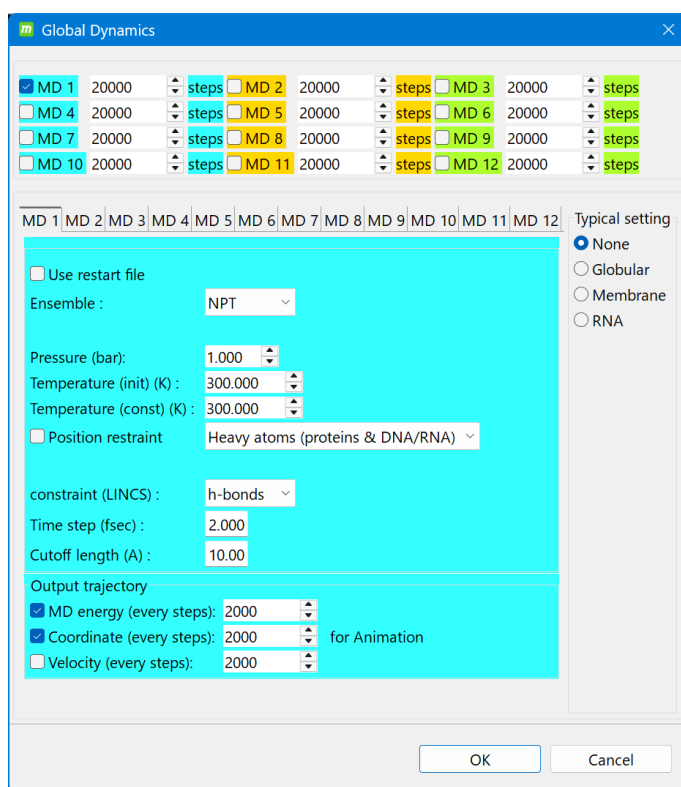 m Global Dynamics
MD 1 20000 steps MD 2 20000 steps MD 3 20000 steps
MD 4 20000 steps MD 5 20000 steps MD 6 20000 steps
MD 7 20000 steps MD 8 20000 steps MD 9 20000 steps
MD 10 20000 steps MD 11 20000 steps MD 12 20000 steps
MD 1 MD 2 MD 3 MD 4 MD 5 MD 6 MD 7 MD 8 MD 9 MD 10 MD 11 MD 12
Use restart file
Ensemble : NPT
Pressure (bar): 1.000
Temperature (init) (K) : 300.000
Temperature (const) (K) : 300.000
Position restraint Heavy atoms (proteins & DNA/RNA)
constraint (LINCS) : h-bonds
Time step (fsec) : 2.000
Cutoff length (A) : 10.00
Output trajectory
MD energy (every steps): 2000
Coordinate (every steps): 2000 for Animation
Velocity (every steps): 2000
Typical setting
None
Globular
Membrane
RNA
OK Cancel